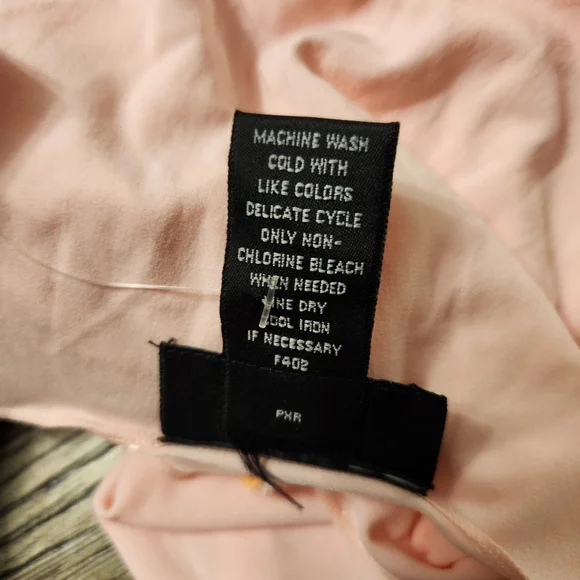 MACHINE WASH
COLD WITH
LIKE COLORS
DELICATE CYCLE
ONLY NON-
CHLORINE BLEACH
WHEN NEEDED
LINE DRY
COOL IRON
IF NECESSARY
F402
PXR